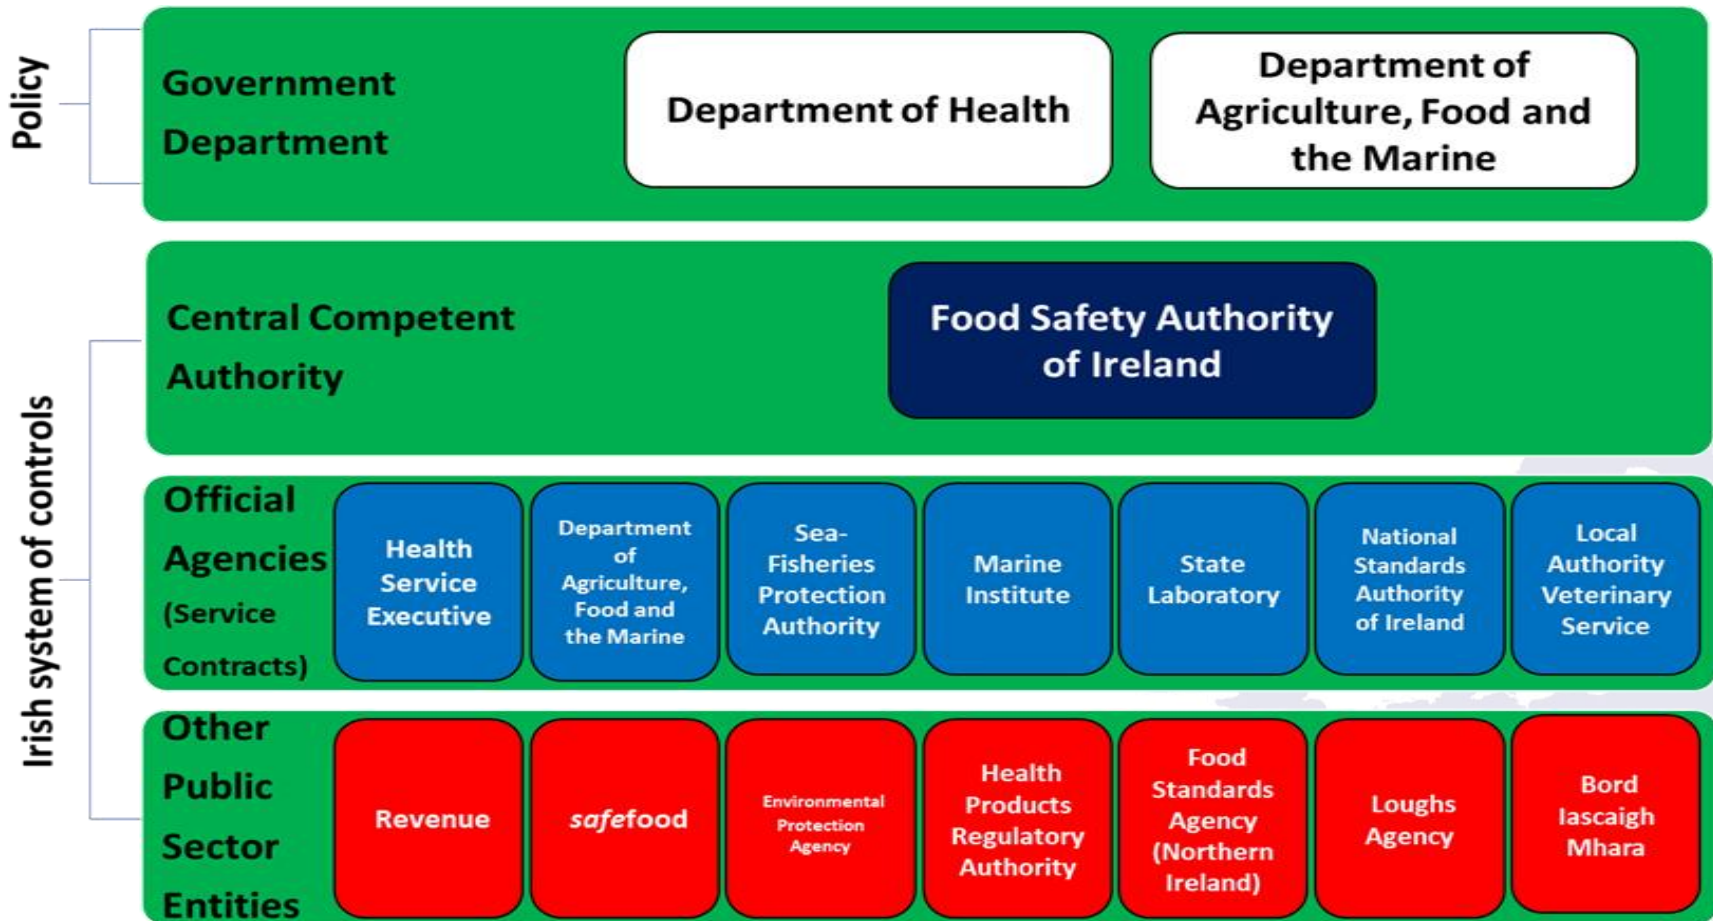 Policy
Government
Department
Department of Health
Department of
Agriculture, Food and
the Marine
Irish system of controls
Central Competent
Authority
Food Safety Authority
of Ireland
Official
Agencies
(Service
Contracts)
Health
Service
Executive
Department
of
Agriculture,
Food and
the Marine
Sea-
Fisheries
Protection
Authority
Marine
Institute
State
Laboratory
National
Standards
Authority
of Ireland
Local
Authority
Veterinary
Service
Other
Public
Sector
Entities
Revenue
safefood
Environmental
Protection
Agency
Health
Products
Regulatory
Authority
Food
Standards
Agency
(Northern
Ireland)
Loughs
Agency
Bord
Iascaigh
Mhara